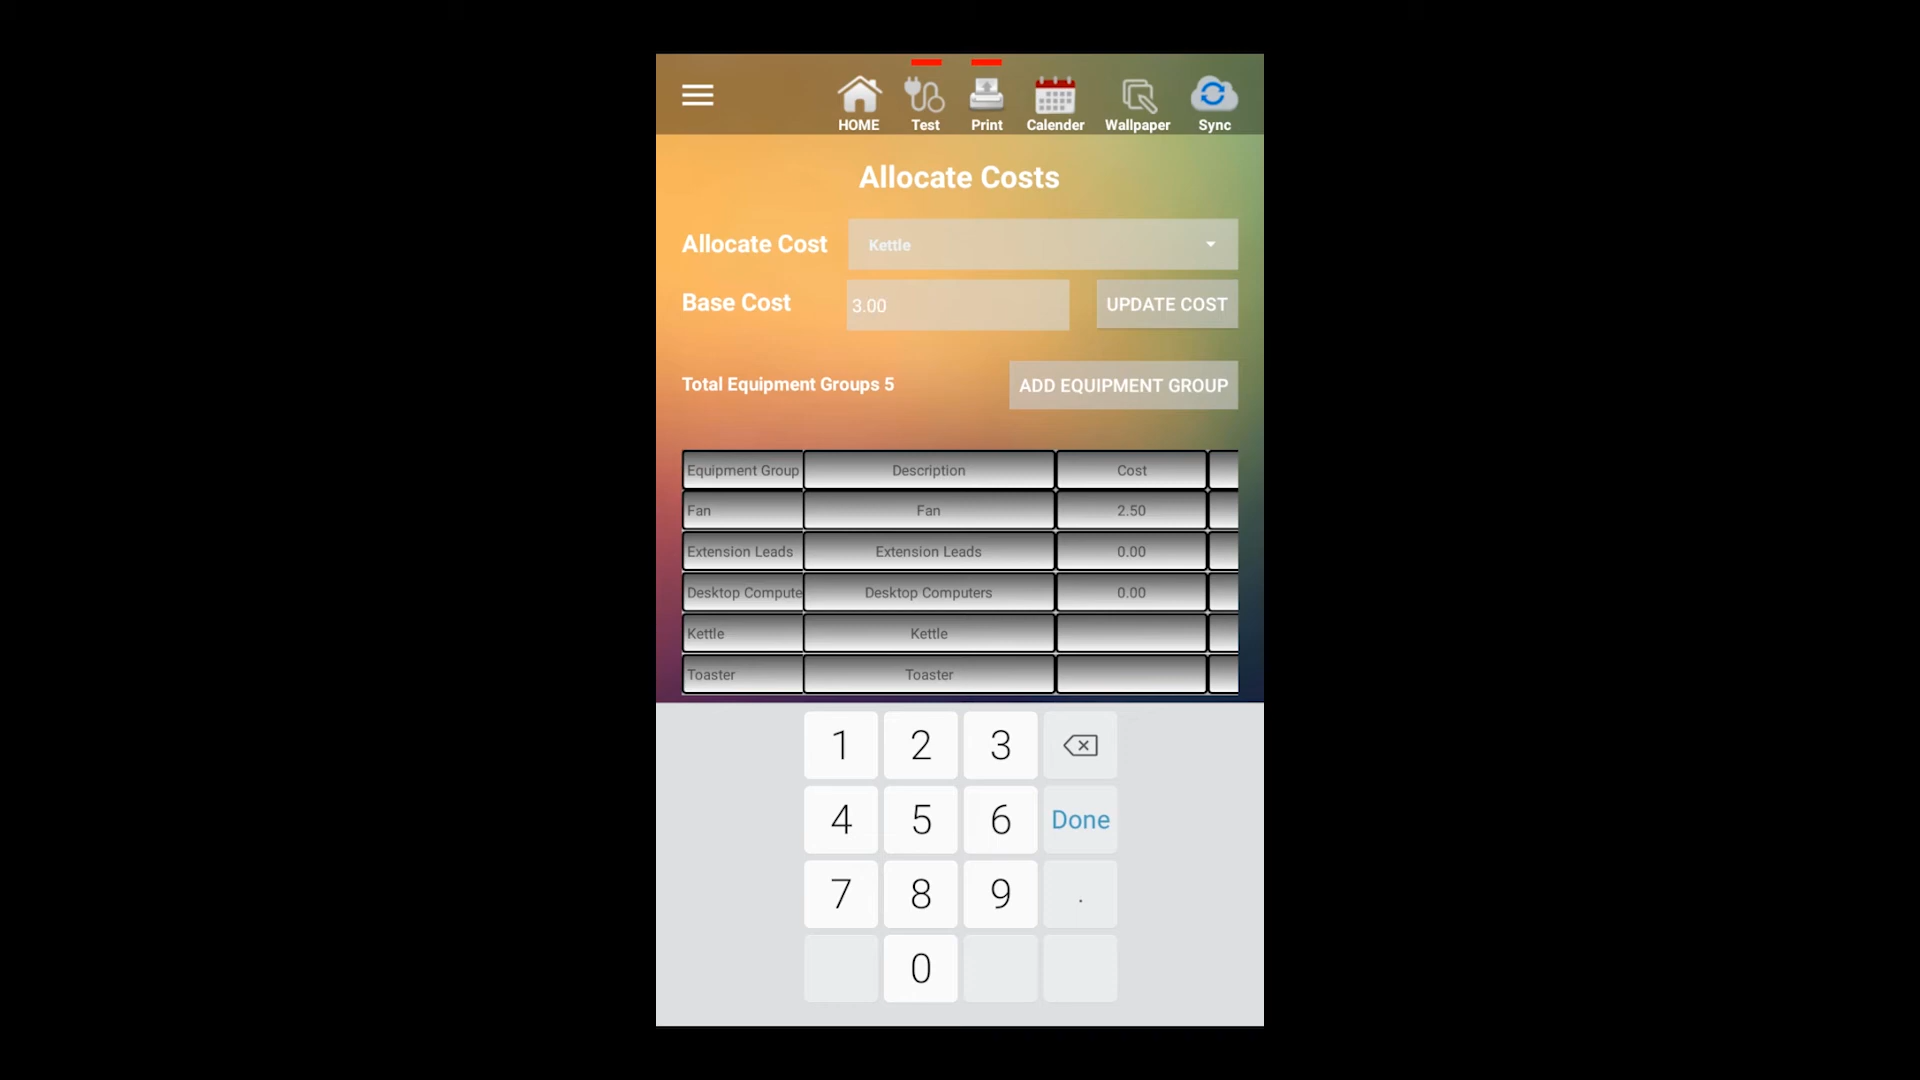 HOME Test Print Calender Wallpaper Sync
Allocate Costs
Allocate Cost Kettle
Base Cost 3.00 UPDATE COST
Total Equipment Groups 5 ADD EQUIPMENT GROUP
Equipment Group Description Cost
Fan Fan 2.50
Extension Leads Extension Leads 0.00
Desktop Compute Desktop Computers 0.00
Kettle Kettle
Toaster Toaster
1 2 3
4 5 6 Done
7 8 9 .
0